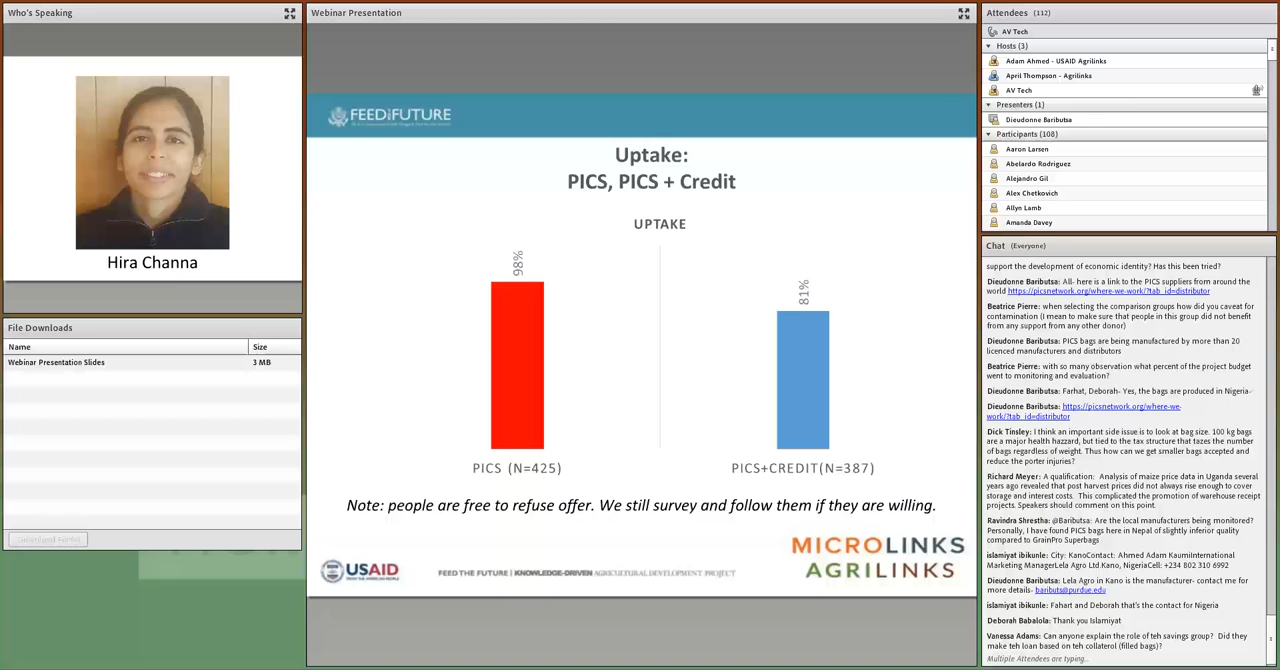 Who's Speaking
Hira Channa
File Downloads
Name Size
Webinar Presentation Slides 3 MB
Webinar Presentation
FEED THE FUTURE
Uptake:
PICS, PICS + Credit
UPTAKE
98%
81%
PICS (N=425)
PICS+CREDIT(N=387)
Note: people are free to refuse offer. We still survey and follow them if they are willing.
USAID
FROM THE AMERICAN PEOPLE
FEED THE FUTURE | KNOWLEDGE-DRIVEN AGRICULTURAL DEVELOPMENT PROJECT
MICROLINKS
AGRILINKS
Attendees (112)
AV Tech
Hosts (3)
Adam Ahmed - USAID Agrilinks
April Thompson - Agrilinks
AV Tech
Presenters (1)
Dieudonne Baributsa
Participants (108)
Aaron Larsen
Abelardo Rodriguez
Alejandro Gil
Alex Chetkovich
Allyn Lamb
Amanda Davey
Chat (Everyone)
support the development of economic identity? Has this been tried?
Dieudonne Baributsa: All- here is a link to the PICS suppliers from around the
world https://picsnetwork.org/where-we-work/?tab_id=distributor
Beatrice Pierre: when selecting the comparison groups how did you caveat for
contamination (I mean to make sure that people in this group did not benefit
from any support from any other donor)
Dieudonne Baributsa: PICS bags are being manufactured by more than 20
licenced manufacturers and distributors
Beatrice Pierre: with so many observation what percent of the project budget
went to monitoring and evaluation?
Dieudonne Baributsa: Farhat, Deborah- Yes, the bags are produced in Nigeria-
Dieudonne Baributsa: https://picsnetwork.org/where-we-
work/?tab_id=distributor
Dick Tinsley: I think an important side issue is to look at bag size. 100 kg bags
are a major health hazzard, but tied to the tax structure that tazes the number
of bags regardless of weight. Thus how can we get smaller bags accepted and
reduce the porter injuries?
Richard Meyer: A qualification: Analysis of maize price data in Uganda several
years ago revealed that post harvest prices did not always rise enough to cover
storage and interest costs. This complicated the promotion of warehouse receipt
projects. Speakers should comment on this point.
Ravindra Shrestha: @Baributsa: Are the local manufacturers being monitored?
Personally, I have found PICS bags here in Nepal of slightly inferior quality
compared to GrainPro Superbags
islamiyat ibikunle: City: KanoContact: Ahmed Adam KaumiInternational
Marketing ManagerLela Agro Ltd.Kano, NigeriaCell: +234 802 310 6992
Dieudonne Baributsa: Lela Agro in Kano is the manufacturer- contact me for
more details- baributs@purdue.edu
islamiyat ibikunle: Fahart and Deborah that's the contact for Nigeria
Deborah Babalola: Thank you Islamiyat
Vanessa Adams: Can anyone explain the role of teh savings group? Did they
make teh loan based on teh collaterol (filled bags)?
Multiple Attendees are typing...